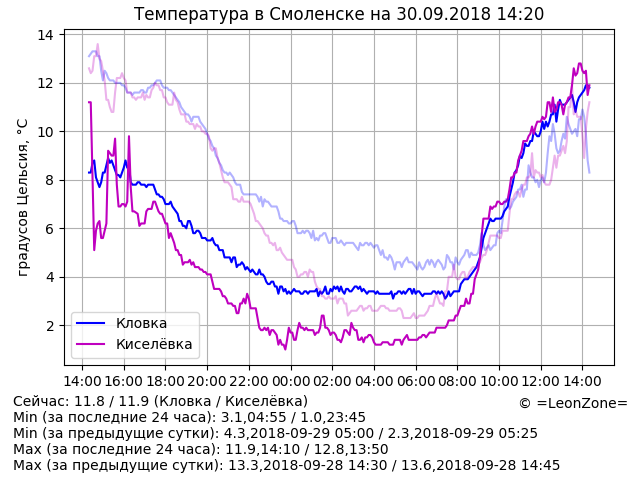 Температура в Смоленске на 30.09.2018 14:20
градусов Цельсия, °C
14
12
10
8
6
4
2
Кловка
Киселёвка
14:00 16:00 18:00 20:00 22:00 00:00 02:00 04:00 06:00 08:00 10:00 12:00 14:00
Сейчас: 11.8 / 11.9 (Кловка / Киселёвка)
© =LeonZone=
Min (за последние 24 часа): 3.1,04:55 / 1.0,23:45
Min (за предыдущие сутки): 4.3,2018-09-29 05:00 / 2.3,2018-09-29 05:25
Max (за последние 24 часа): 11.9,14:10 / 12.8,13:50
Max (за предыдущие сутки): 13.3,2018-09-28 14:30 / 13.6,2018-09-28 14:45